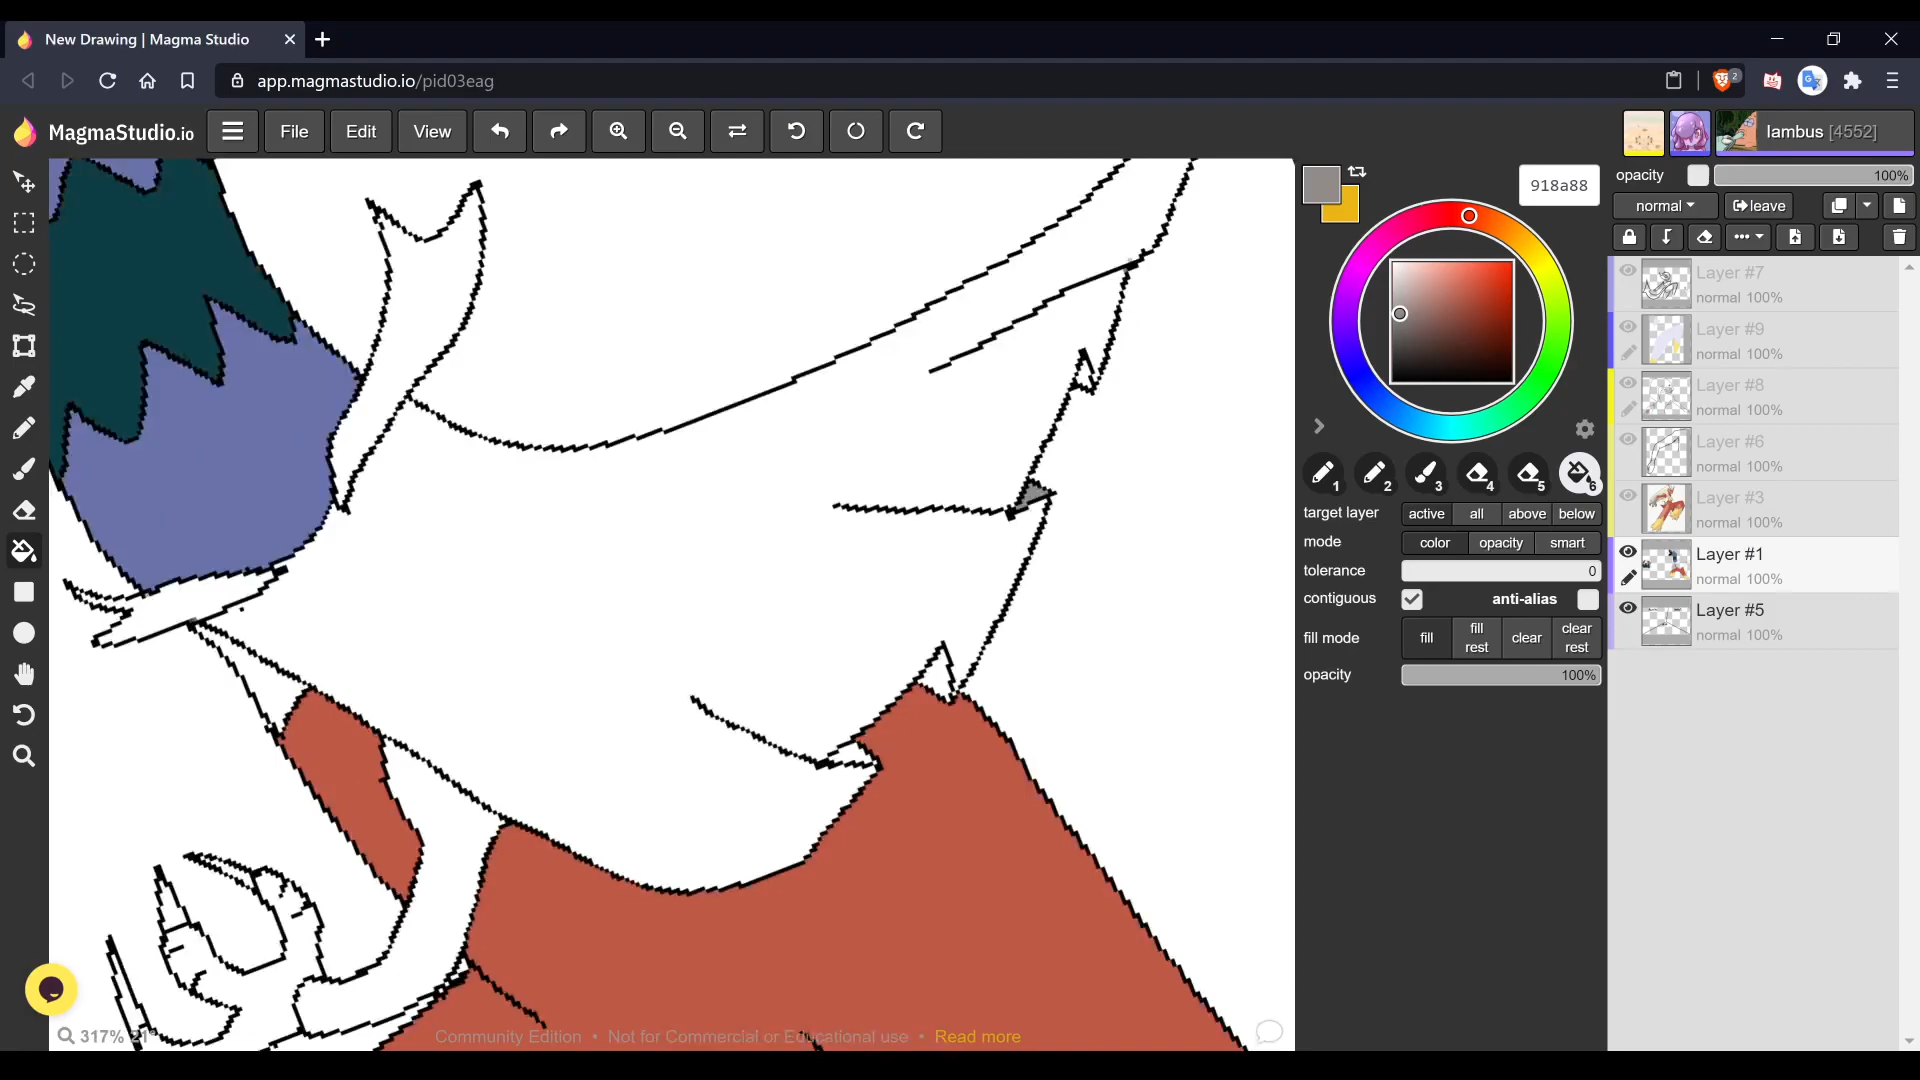 New Drawing | Magma Studio
app.magmastudio.io/pid03eag
2
MagmaStudio.io
File
Edit
View
Iambus [4552]
918a88
opacity
100%
normal
leave
1
2
3
4
5
6
target layer
active
all
above
below
mode
color
opacity
smart
tolerance
0
contiguous
anti-alias
fill mode
fill
fill rest
clear
clear rest
opacity
100%
Layer #7
normal 100%
Layer #9
normal 100%
Layer #8
normal 100%
Layer #6
normal 100%
Layer #3
normal 100%
Layer #1
normal 100%
Layer #5
normal 100%
317% 21°
Community Edition • Not for Commercial or Educational use • Read more